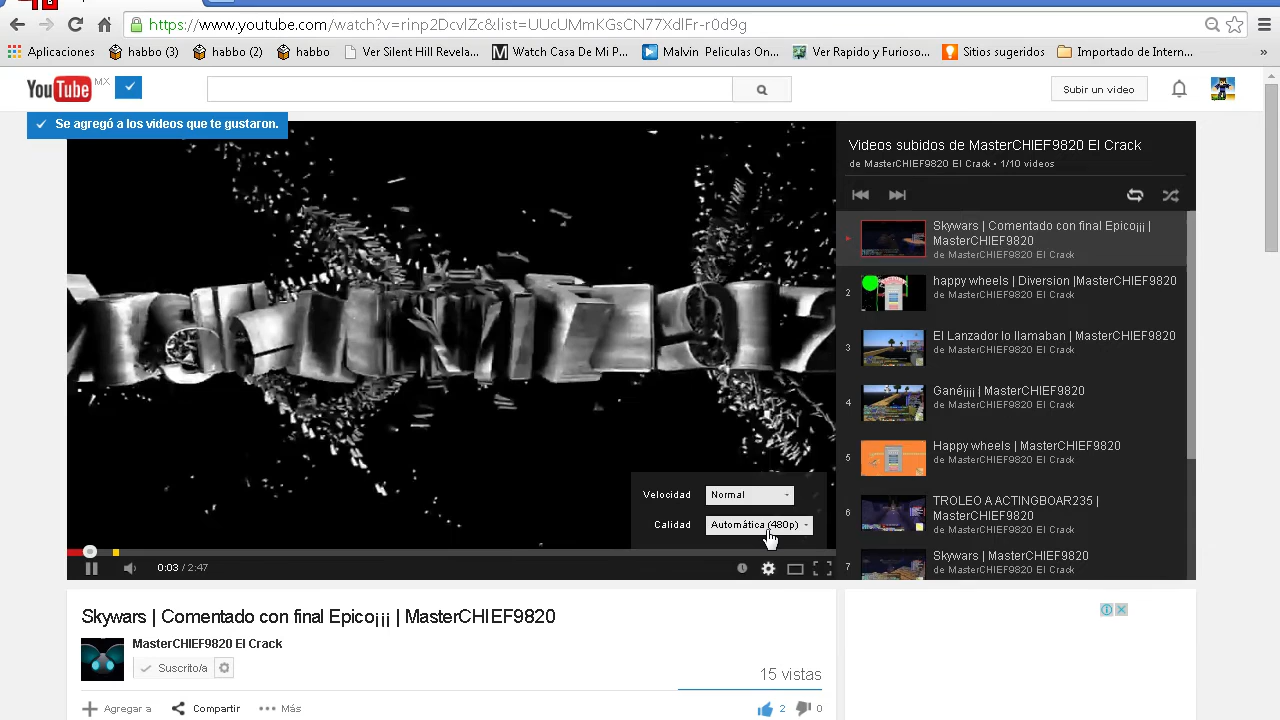 https://www.youtube.com/watch?v=rinp2DcvLZc&list=UUcUMmKGsCN77XdlFr-r0d9g
Aplicaciones
habbo (3)
habbo (2)
habbo
Ver Silent Hill Revela...
Watch Casa De Mi P...
Malvin Peliculas On...
Ver Rapido y Furioso...
Sitios sugeridos
Importado de Intern...
»
YouTube MX
Subir un video
Se agregó a los videos que te gustaron.
Videos subidos de MasterCHIEF9820 El Crack
de MasterCHIEF9820 El Crack • 1/10 videos
Skywars | Comentado con final Epico¡¡¡ |
MasterCHIEF9820
de MasterCHIEF9820 El Crack
2
happy wheels | Diversion |MasterCHIEF9820
de MasterCHIEF9820 El Crack
3
El Lanzador lo llamaban | MasterCHIEF9820
de MasterCHIEF9820 El Crack
4
Gané¡¡¡¡ | MasterCHIEF9820
de MasterCHIEF9820 El Crack
5
Happy wheels | MasterCHIEF9820
de MasterCHIEF9820 El Crack
6
TROLEO A ACTINGBOAR235 |
MasterCHIEF9820
de MasterCHIEF9820 El Crack
7
Skywars | MasterCHIEF9820
de MasterCHIEF9820 El Crack
Velocidad Normal
Calidad Automática (480p)
0:03 / 2:47
Skywars | Comentado con final Epico¡¡¡ | MasterCHIEF9820
MasterCHIEF9820 El Crack
Suscrito/a
15 vistas
Agregar a
Compartir
Más
2
0